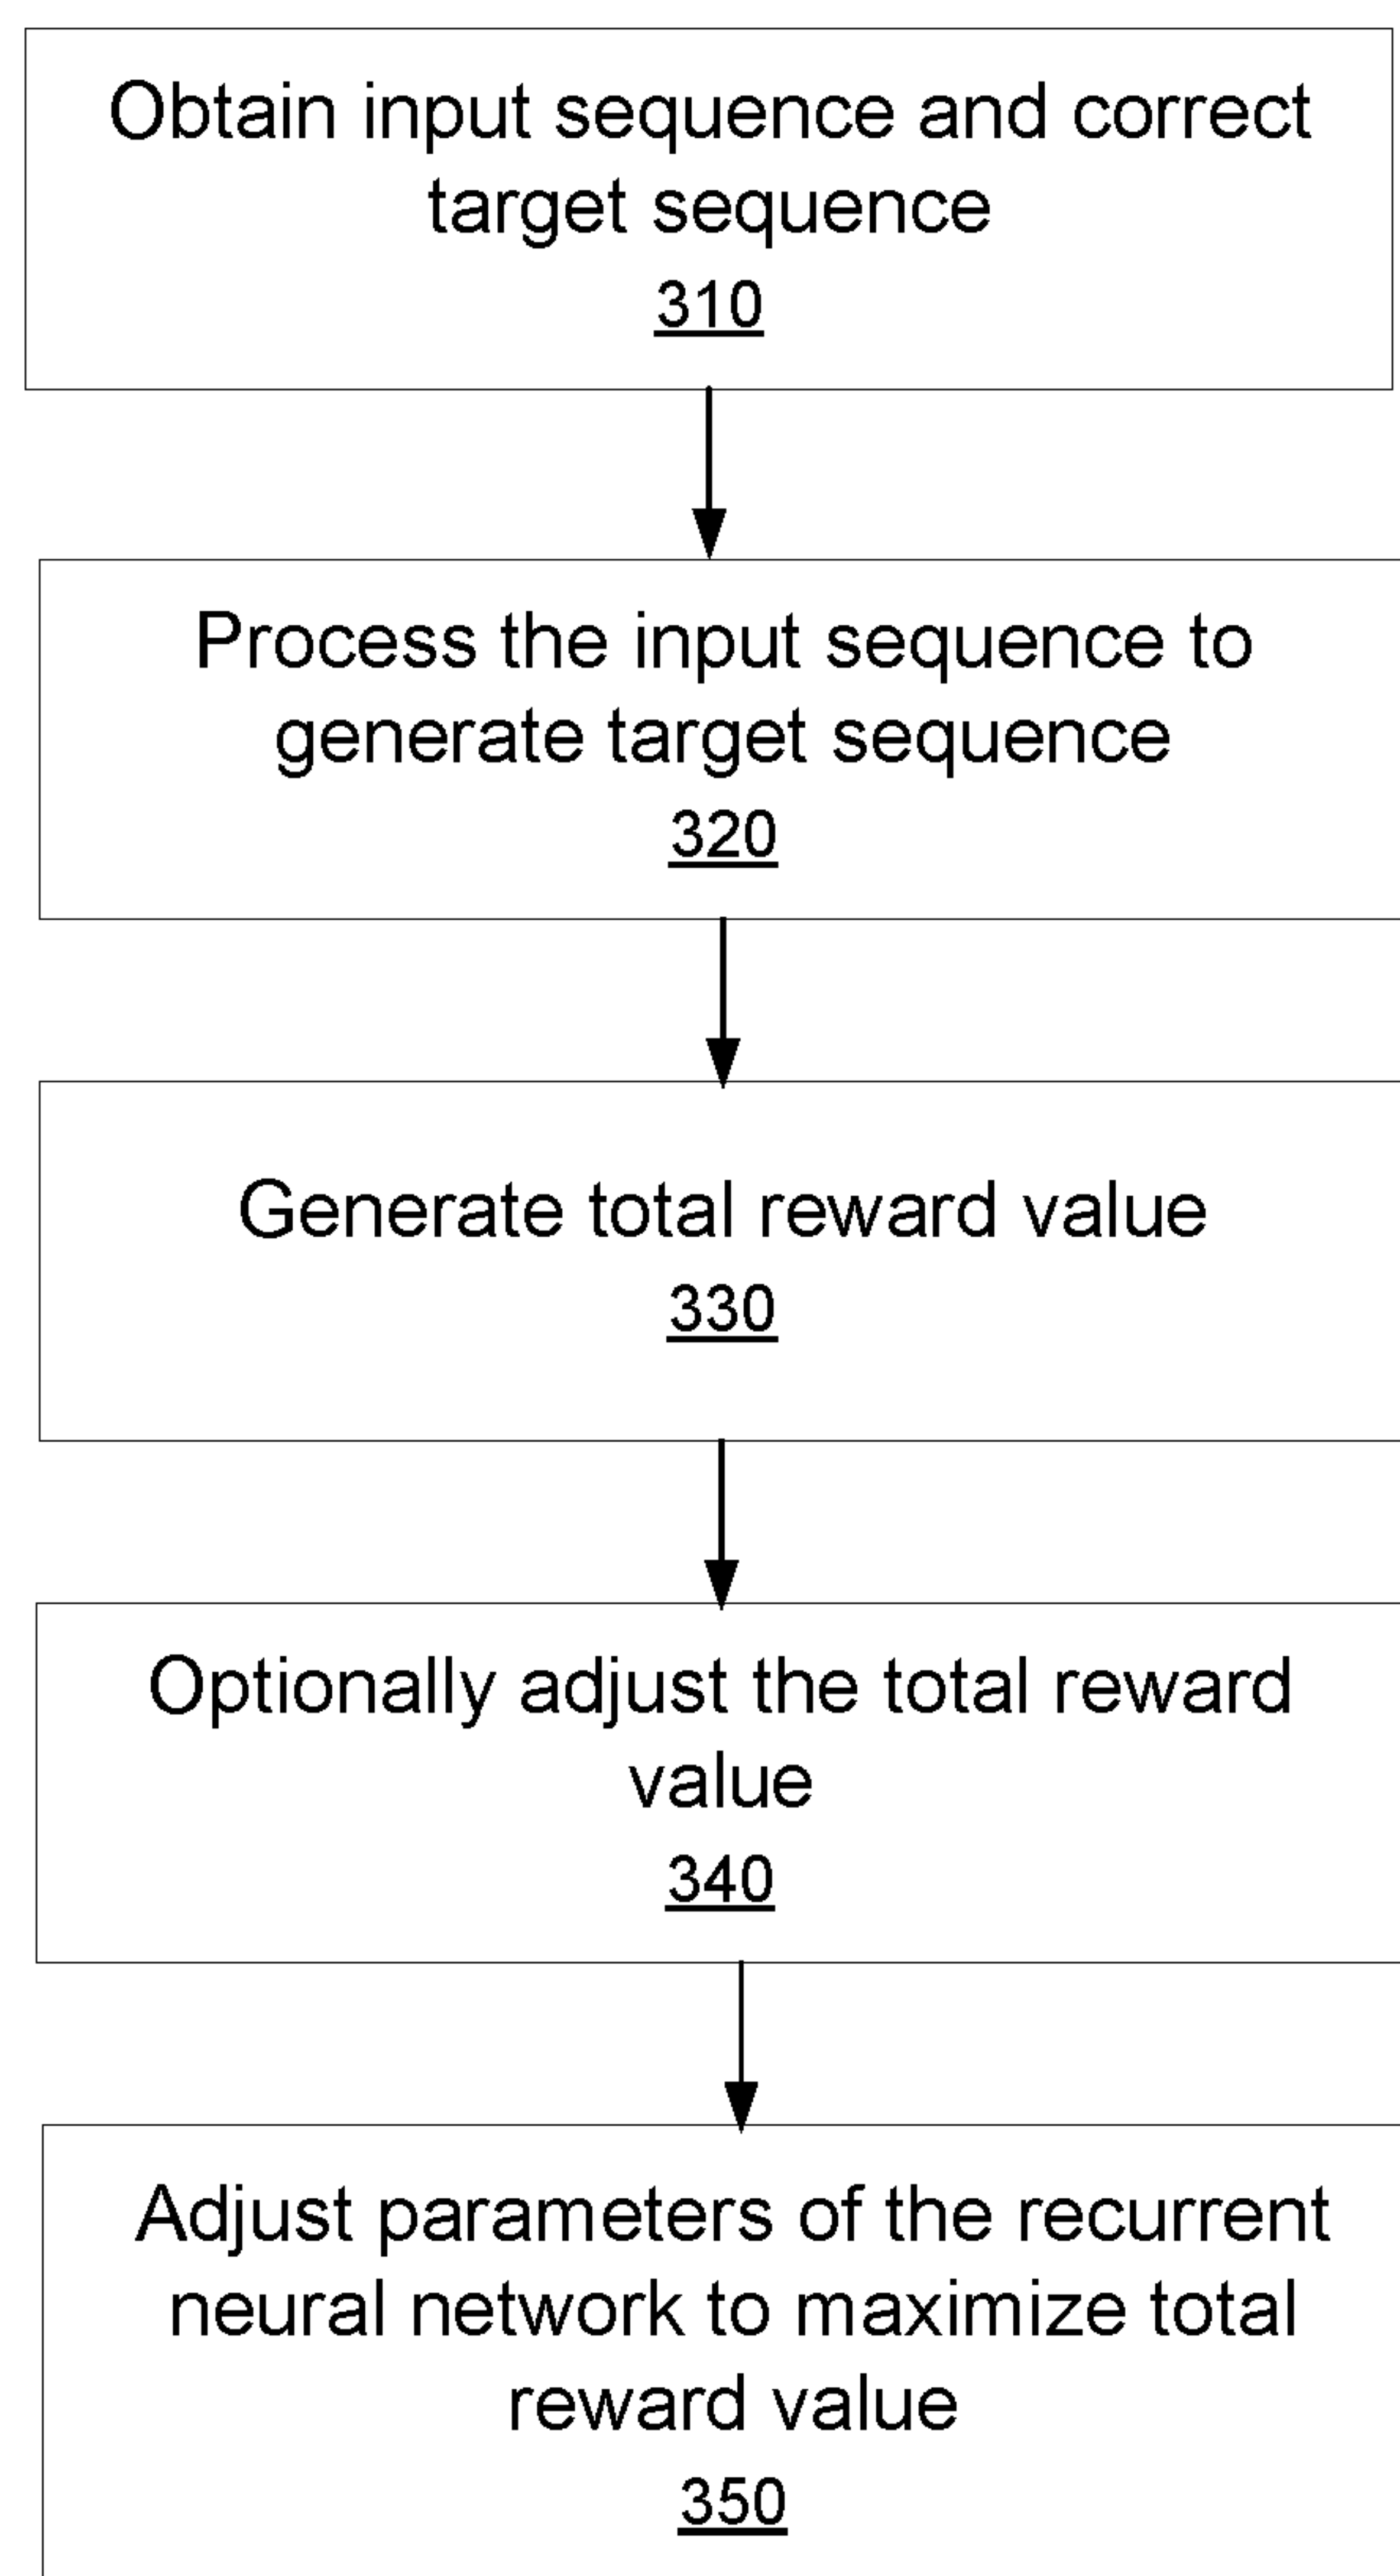 Obtain input sequence and correct
target sequence
310
Process the input sequence to
generate target sequence
320
Generate total reward value
330
Optionally adjust the total reward
value
340
Adjust parameters of the recurrent
neural network to maximize total
reward value
350